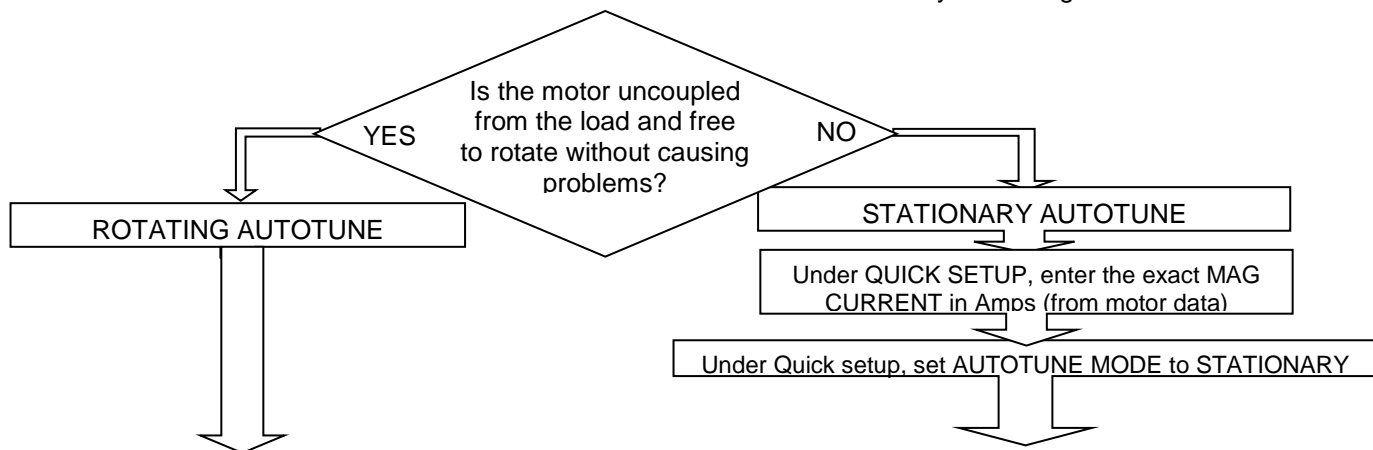 Is the motor uncoupled
from the load and free
to rotate without causing
problems?
YES
NO
ROTATING AUTOTUNE
STATIONARY AUTOTUNE
Under QUICK SETUP, enter the exact MAG
CURRENT in Amps (from motor data)
Under Quick setup, set AUTOTUNE MODE to STATIONARY